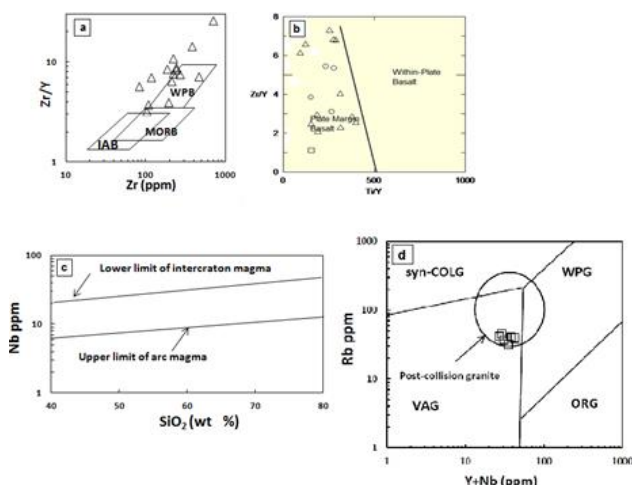 a
Zr/Y
10
1
WPB
MORB
IAB
10
100
1000
Zr (ppm)
b
8
6
4
2
0
Zr/Y
Within-Plate
Basalt
Plate Margin
Basalt
0
500
1000
Ti/Y
c
Nb ppm
100
10
1
Lower limit of intercraton magma
Upper limit of arc magma
40
50
60
70
80
SiO2 (wt %)
d
Rb ppm
1000
100
10
1
syn-COLG
WPG
Post-collision granite
VAG
ORG
1
10
100
1000
Y+Nb (ppm)